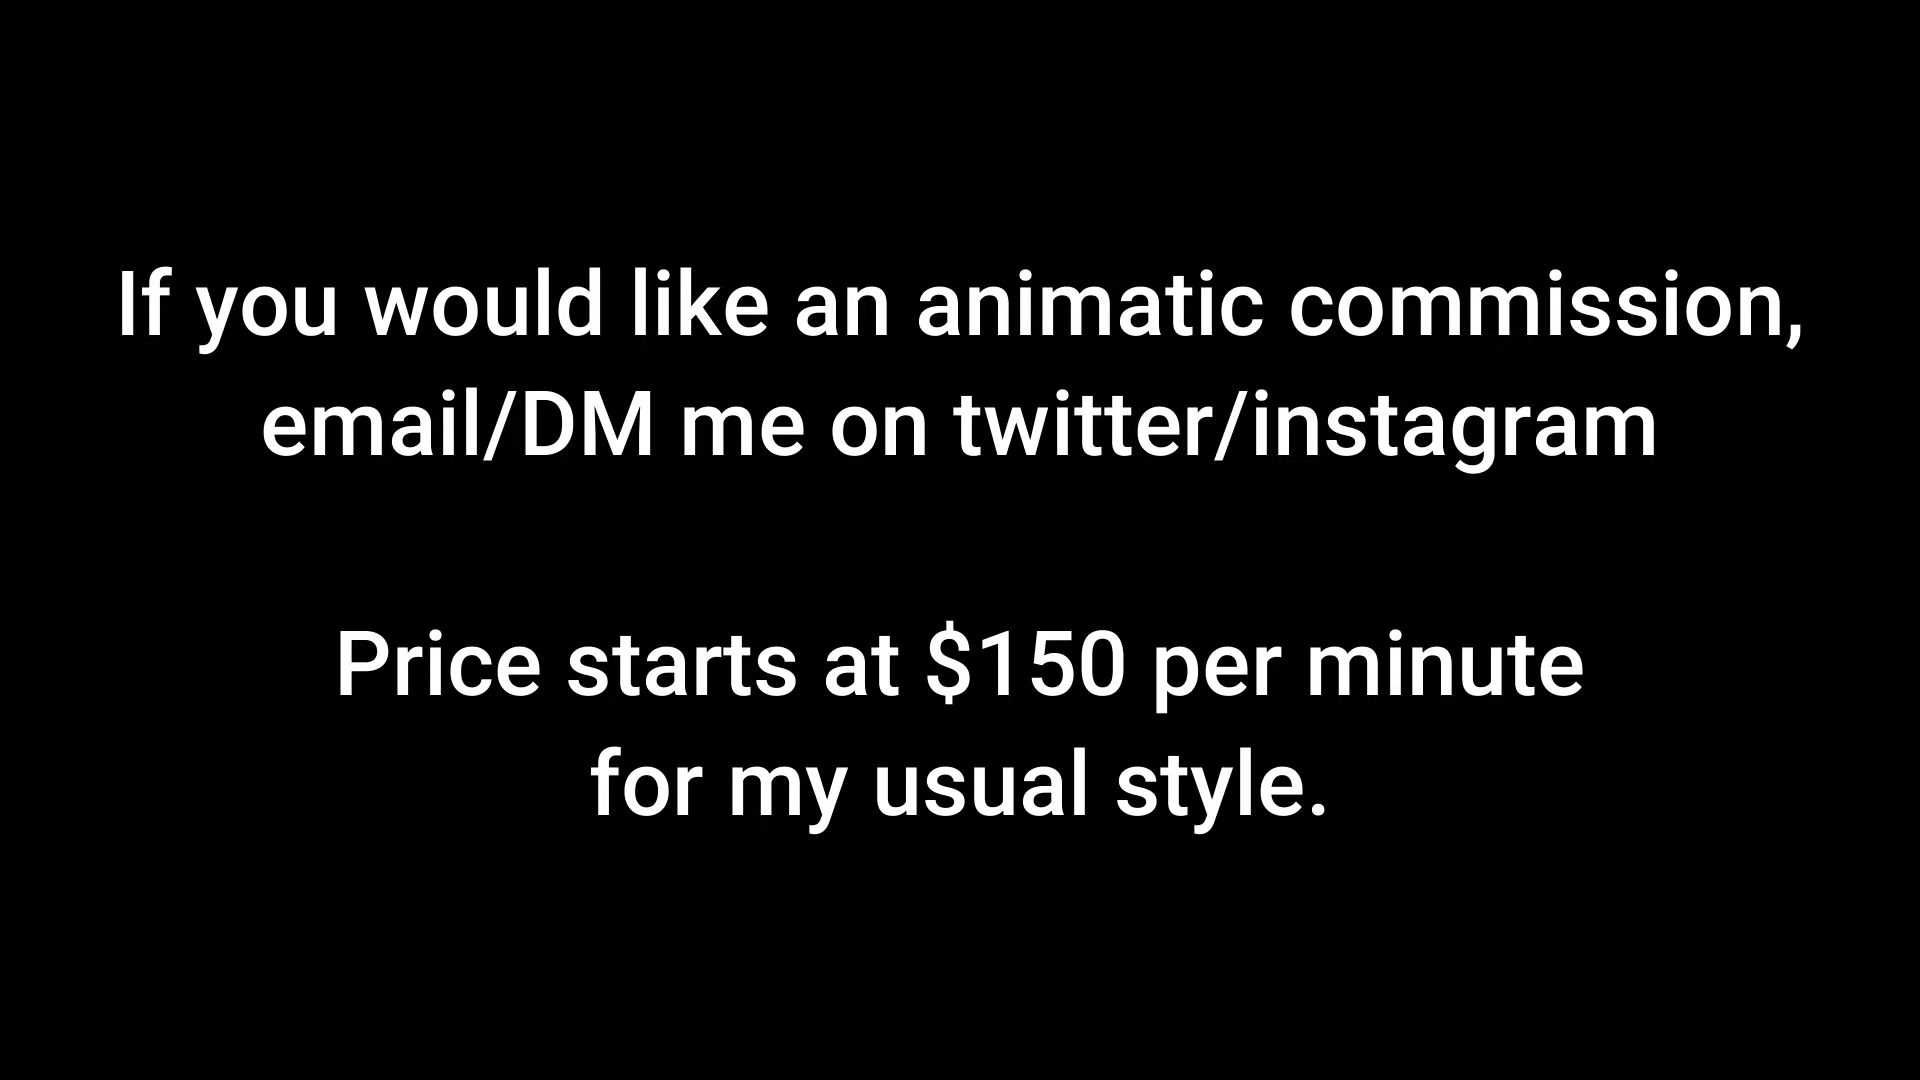 If you would like an animatic commission,
email/DM me on twitter/instagram
Price starts at $150 per minute
for my usual style.